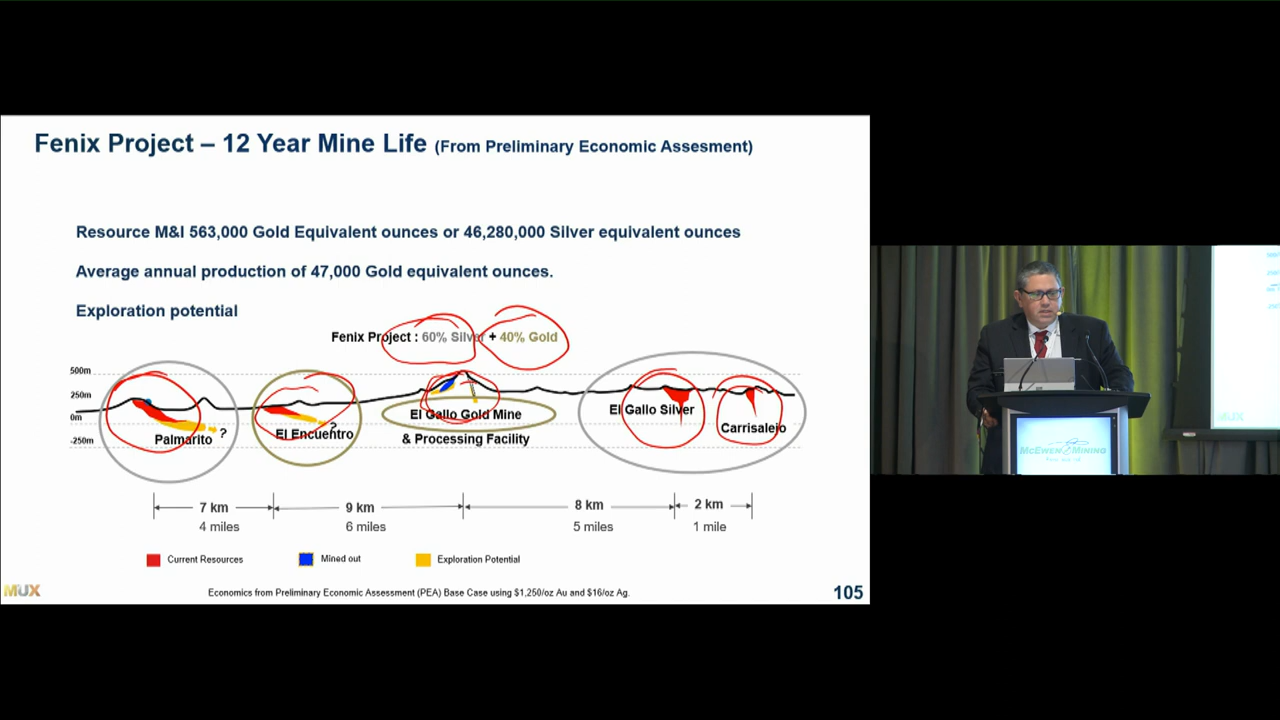 Fenix Project – 12 Year Mine Life (From Preliminary Economic Assesment)
Resource M&I 563,000 Gold Equivalent ounces or 46,280,000 Silver equivalent ounces
Average annual production of 47,000 Gold equivalent ounces.
Exploration potential
Fenix Project : 60% Silver + 40% Gold
500m
250m
0m
-250m
Palmarito ?
El Encuentro ?
El Gallo Gold Mine
& Processing Facility
El Gallo Silver
Carrisalejo
7 km 9 km 8 km 2 km
4 miles 6 miles 5 miles 1 mile
Current Resources Mined out Exploration Potential
MUX
Economics from Preliminary Economic Assessment (PEA) Base Case using $1,250/oz Au and $16/oz Ag.
105
McEWEN MINING
MUX